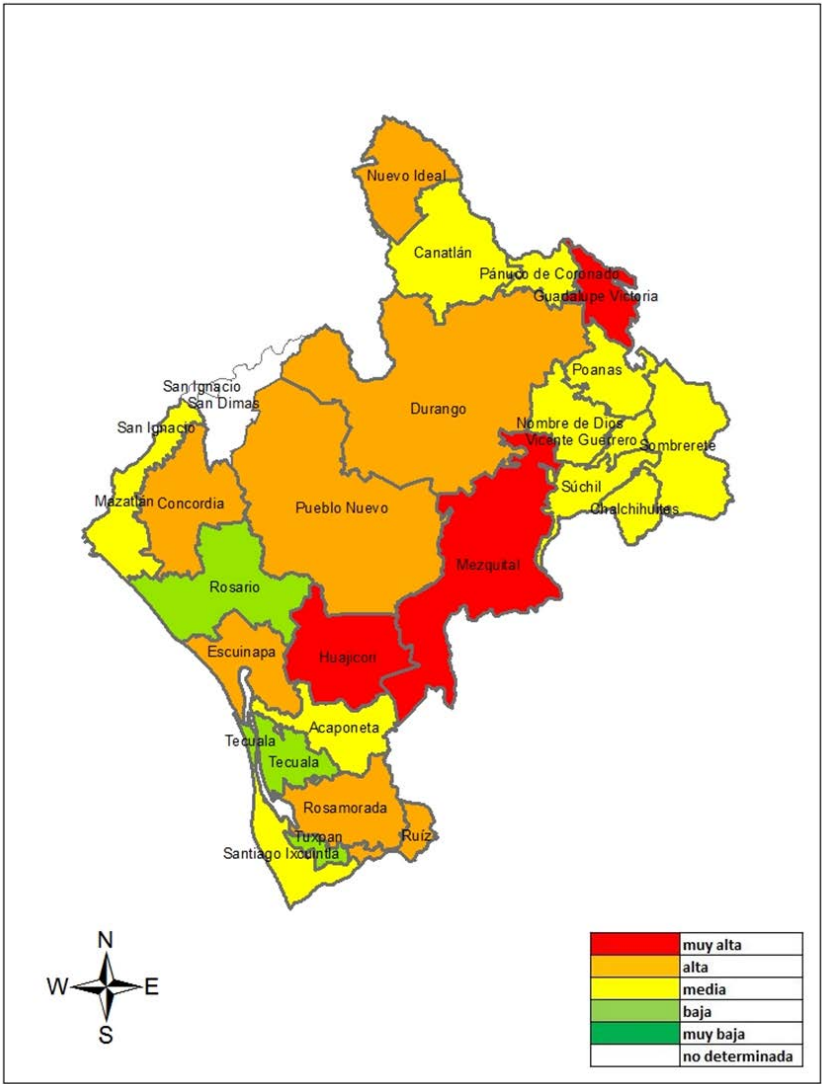 Nuevo Ideal
Canatlán
Pánuco de Coronado
Guadalupe Victoria
Poanas
San Ignacio
San Dimas
Durango
San Ignacio
Nombre de Dios
Vicente Guerrero
Sombrerete
Súchil
Mazatlán
Concordia
Pueblo Nuevo
Chalchihuites
Mezquital
Rosario
Escuinapa
Huajicori
Acaponeta
Tecuala
Tecuala
Rosamorada
Tuxpan
Ruíz
Santiago Ixcuintla
N
W
E
S
muy alta
alta
media
baja
muy baja
no determinada